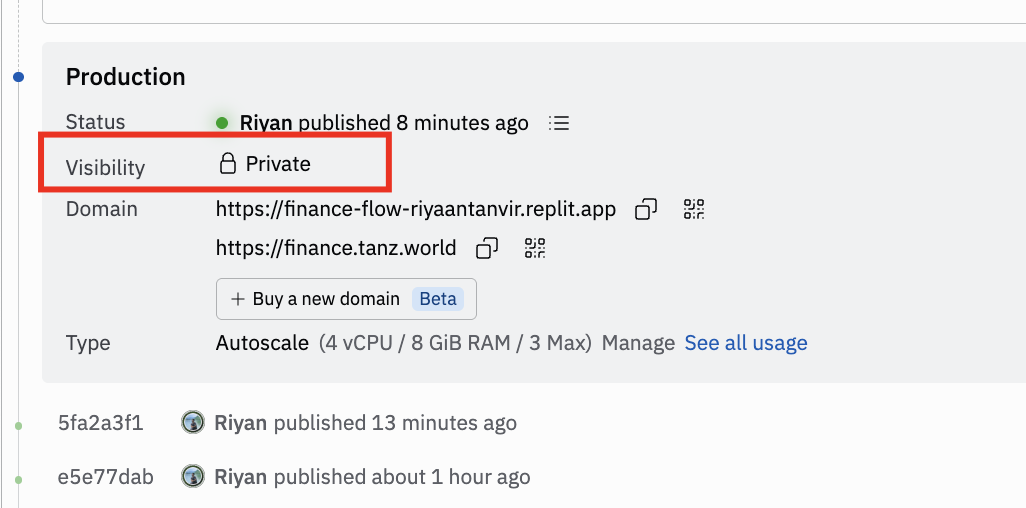 Production
Status Riyan published 8 minutes ago
Visibility Private
Domain https://finance-flow-riyaantanvir.replit.app
https://finance.tanz.world
+ Buy a new domain Beta
Type Autoscale (4 vCPU / 8 GiB RAM / 3 Max) Manage See all usage
5fa2a3f1 Riyan published 13 minutes ago
e5e77dab Riyan published about 1 hour ago